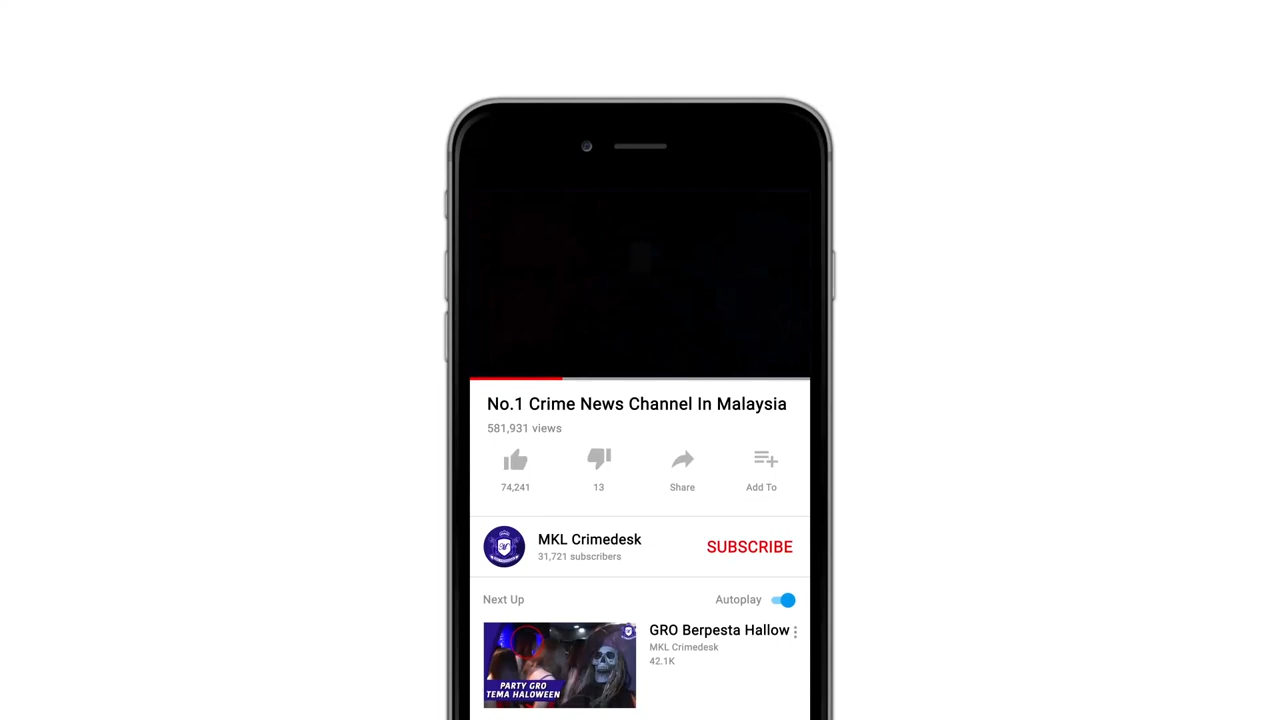 No.1 Crime News Channel In Malaysia
581,931 views
74,241
13
Share
Add To
MKL Crimedesk
31,721 subscribers
SUBSCRIBE
Next Up
Autoplay
GRO Berpesta Hallow
MKL Crimedesk
42.1K
PARTY GRO
TEMA HALOWEEN